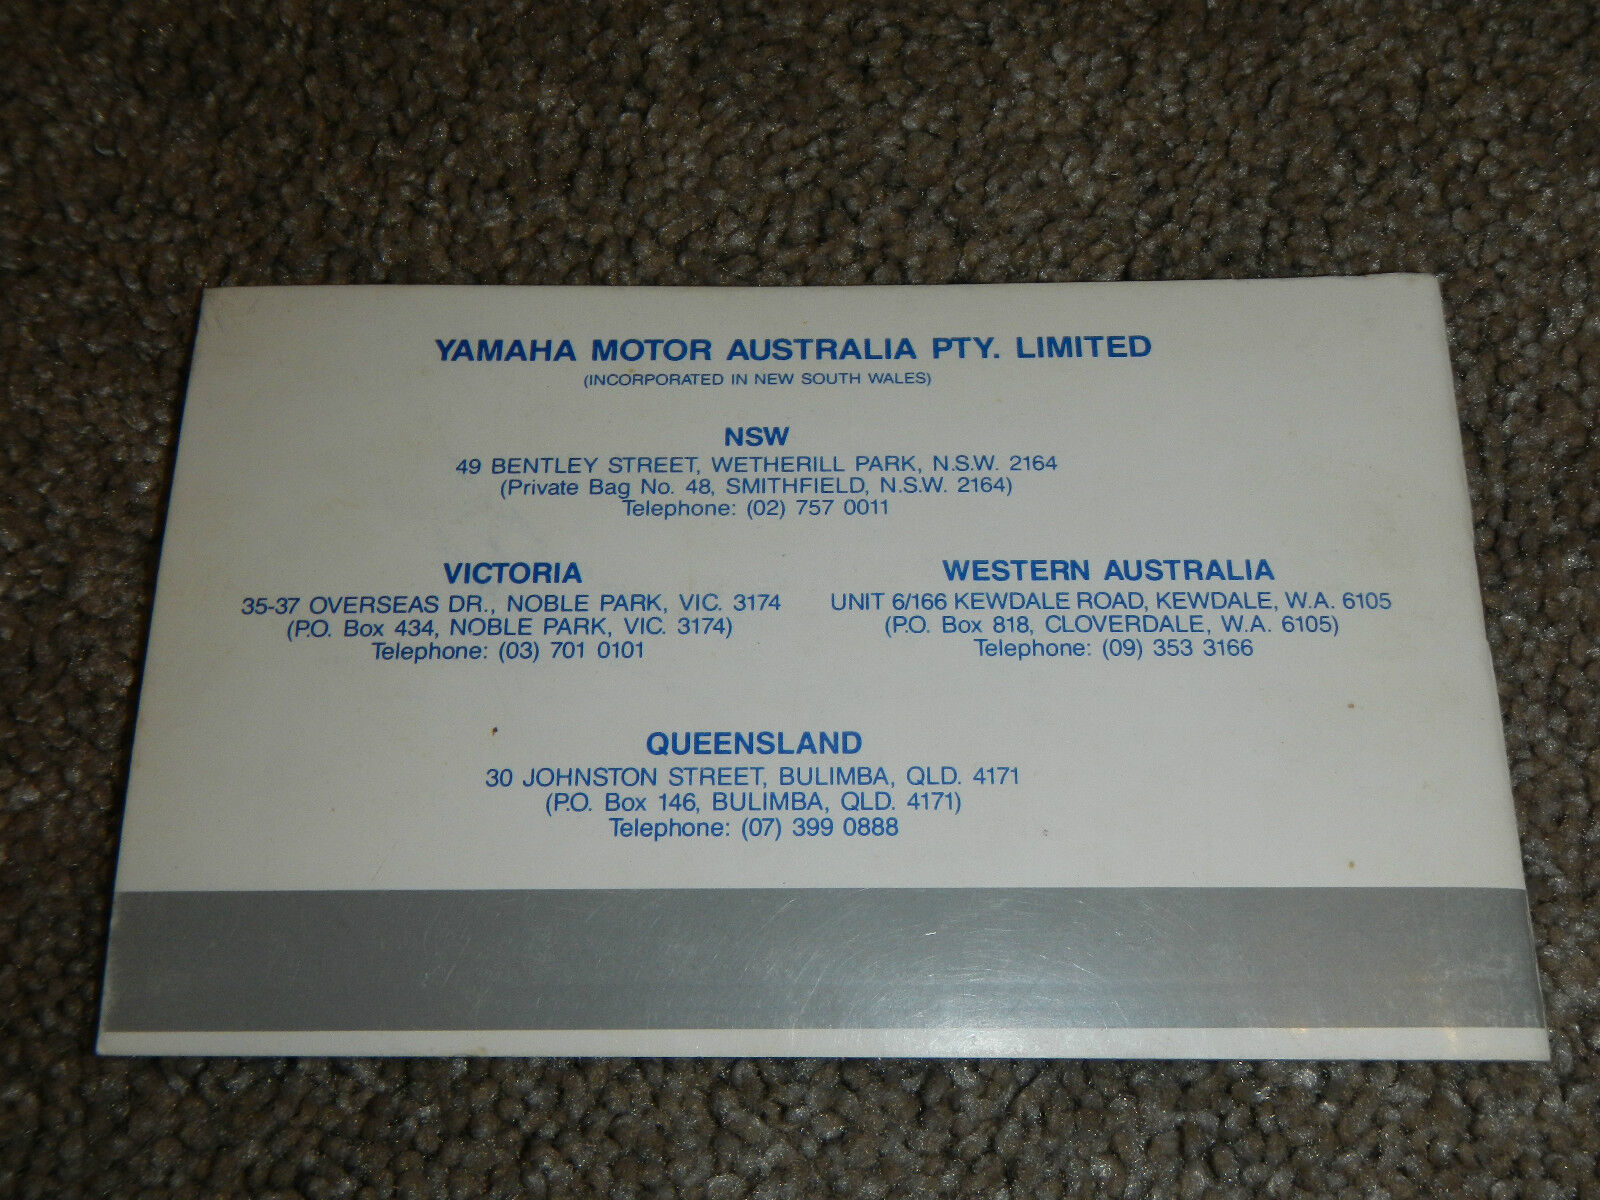 YAMAHA MOTOR AUSTRALIA PTY. LIMITED
(INCORPORATED IN NEW SOUTH WALES)
NSW
49 BENTLEY STREET, WETHERILL PARK, N.S.W. 2164
(Private Bag No. 48, SMITHFIELD, N.S.W. 2164)
Telephone: (02) 757 0011
VICTORIA
35-37 OVERSEAS DR., NOBLE PARK, VIC. 3174
(P.O. Box 434, NOBLE PARK, VIC. 3174)
Telephone: (03) 701 0101
WESTERN AUSTRALIA
UNIT 6/166 KEWDALE ROAD, KEWDALE, W.A. 6105
(P.O. Box 818, CLOVERDALE, W.A. 6105)
Telephone: (09) 353 3166
QUEENSLAND
30 JOHNSTON STREET, BULIMBA, QLD. 4171
(P.O. Box 146, BULIMBA, QLD. 4171)
Telephone: (07) 399 0888